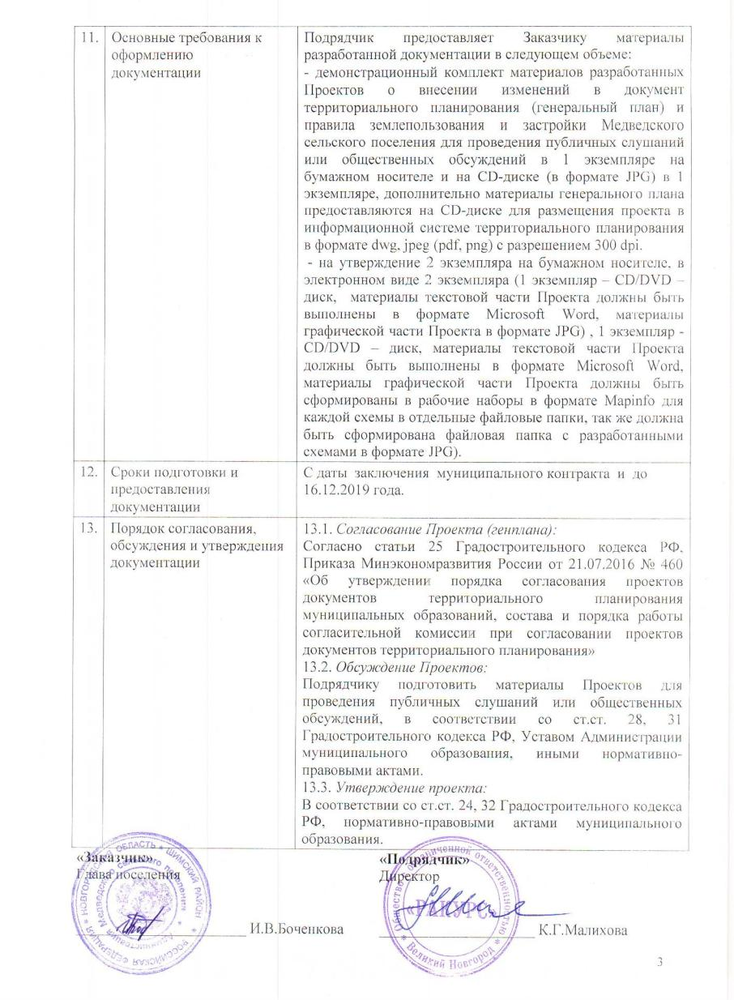 11. Основные требования к
оформлению
документации
Подрядчик предоставляет Заказчику материалы
разработанной документации в следующем объеме:
- демонстрационный комплект материалов разработанных
Проектов о внесении изменений в документ
территориального планирования (генеральный план) и
правила землепользования и застройки Медведского
сельского поселения для проведения публичных слушаний
или общественных обсуждений в 1 экземпляре на
бумажном носителе и на CD-диске (в формате JPG) в 1
экземпляре, дополнительно материалы генерального плана
предоставляются на CD-диске для размещения проекта в
информационной системе территориального планирования
в формате dwg, jpeg (pdf, png) с разрешением 300 dpi.
- на утверждение 2 экземпляра на бумажном носителе, в
электронном виде 2 экземпляра (1 экземпляр – CD/DVD –
диск, материалы текстовой части Проекта должны быть
выполнены в формате Microsoft Word, материалы
графической части Проекта в формате JPG) , 1 экземпляр -
CD/DVD – диск, материалы текстовой части Проекта
должны быть выполнены в формате Microsoft Word,
материалы графической части Проекта должны быть
сформированы в рабочие наборы в формате Mapinfo для
каждой схемы в отдельные файловые папки, так же должна
быть сформирована файловая папка с разработанными
схемами в формате JPG).
12. Сроки подготовки и
предоставления
документации
С даты заключения муниципального контракта и до
16.12.2019 года.
13. Порядок согласования,
обсуждения и утверждения
документации
13.1. Согласование Проекта (генплана):
Согласно статьи 25 Градостроительного кодекса РФ,
Приказа Минэкономразвития России от 21.07.2016 № 460
«Об утверждении порядка согласования проектов
документов территориального планирования
муниципальных образований, состава и порядка работы
согласительной комиссии при согласовании проектов
документов территориального планирования»
13.2. Обсуждение Проектов:
Подрядчику подготовить материалы Проектов для
проведения публичных слушаний или общественных
обсуждений, в соответствии со ст.ст. 28, 31
Градостроительного кодекса РФ, Уставом Администрации
муниципального образования, иными нормативно-
правовыми актами.
13.3. Утверждение проекта:
В соответствии со ст.ст. 24, 32 Градостроительного кодекса
РФ, нормативно-правовыми актами муниципального
образования.
«Заказчик»
Глава поселения
И.В.Боченкова
РОССИЙСКАЯ ФЕДЕРАЦИЯ * НОВГОРОДСКАЯ ОБЛАСТЬ * ШИМСКИЙ РАЙОН *
Администрация Медведского сельского поселения *
«Подрядчик»
Директор
К.Г.Малихова
Общество с ограниченной ответственностью
* Великий Новгород *
«РАКУРС»
3